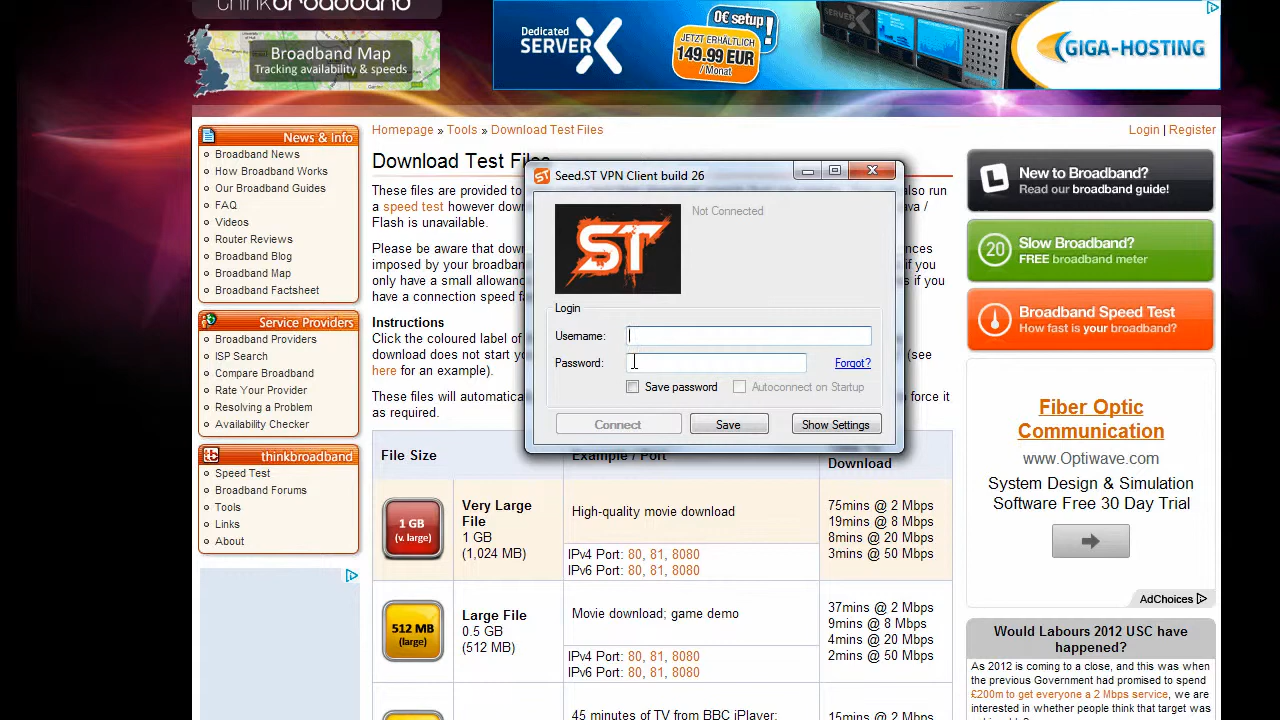 thinkbroadband
Broadband Map
Tracking availability & speeds
Dedicated
SERVER
X
0€ setup!
JETZT ERHÄLTLICH
149.99 EUR
/ Monat
GIGA-HOSTING
News & Info
Broadband News
How Broadband Works
Our Broadband Guides
FAQ
Videos
Router Reviews
Broadband Blog
Broadband Map
Broadband Factsheet
Service Providers
Broadband Providers
ISP Search
Compare Broadband
Rate Your Provider
Resolving a Problem
Availability Checker
thinkbroadband
Speed Test
Broadband Forums
Tools
Links
About
Homepage » Tools » Download Test Files
Login | Register
Download Test Files
These files are provided to
also run
a speed test however dow
ava /
Flash is unavailable.
Please be aware that dow
nces
imposed by your broadban
if you
only have a small allowanc
s if you
have a connection speed f
Instructions
Click the coloured label of
download does not start yo
(see
here for an example).
These files will automatica
force it
as required.
ST Seed.ST VPN Client build 26
ST
Not Connected
Login
Username:
Password:
Forgot?
Save password
Autoconnect on Startup
Connect
Save
Show Settings
File Size
Example / Port
Download
1 GB
(v. large)
Very Large
File
1 GB
(1,024 MB)
High-quality movie download
IPv4 Port: 80, 81, 8080
IPv6 Port: 80, 81, 8080
75mins @ 2 Mbps
19mins @ 8 Mbps
8mins @ 20 Mbps
3mins @ 50 Mbps
512 MB
(large)
Large File
0.5 GB
(512 MB)
Movie download; game demo
IPv4 Port: 80, 81, 8080
IPv6 Port: 80, 81, 8080
37mins @ 2 Mbps
9mins @ 8 Mbps
4mins @ 20 Mbps
2mins @ 50 Mbps
45 minutes of TV from BBC iPlayer;
15mins @ 2 Mbps
L
New to Broadband?
Read our broadband guide!
20
Slow Broadband?
FREE broadband meter
Broadband Speed Test
How fast is your broadband?
Fiber Optic
Communication
www.Optiwave.com
System Design & Simulation
Software Free 30 Day Trial
AdChoices
Would Labours 2012 USC have
happened?
As 2012 is coming to a close, and this was when
the previous Government had promised to spend
£200m to get everyone a 2 Mbps service, we are
interested in whether people think that target